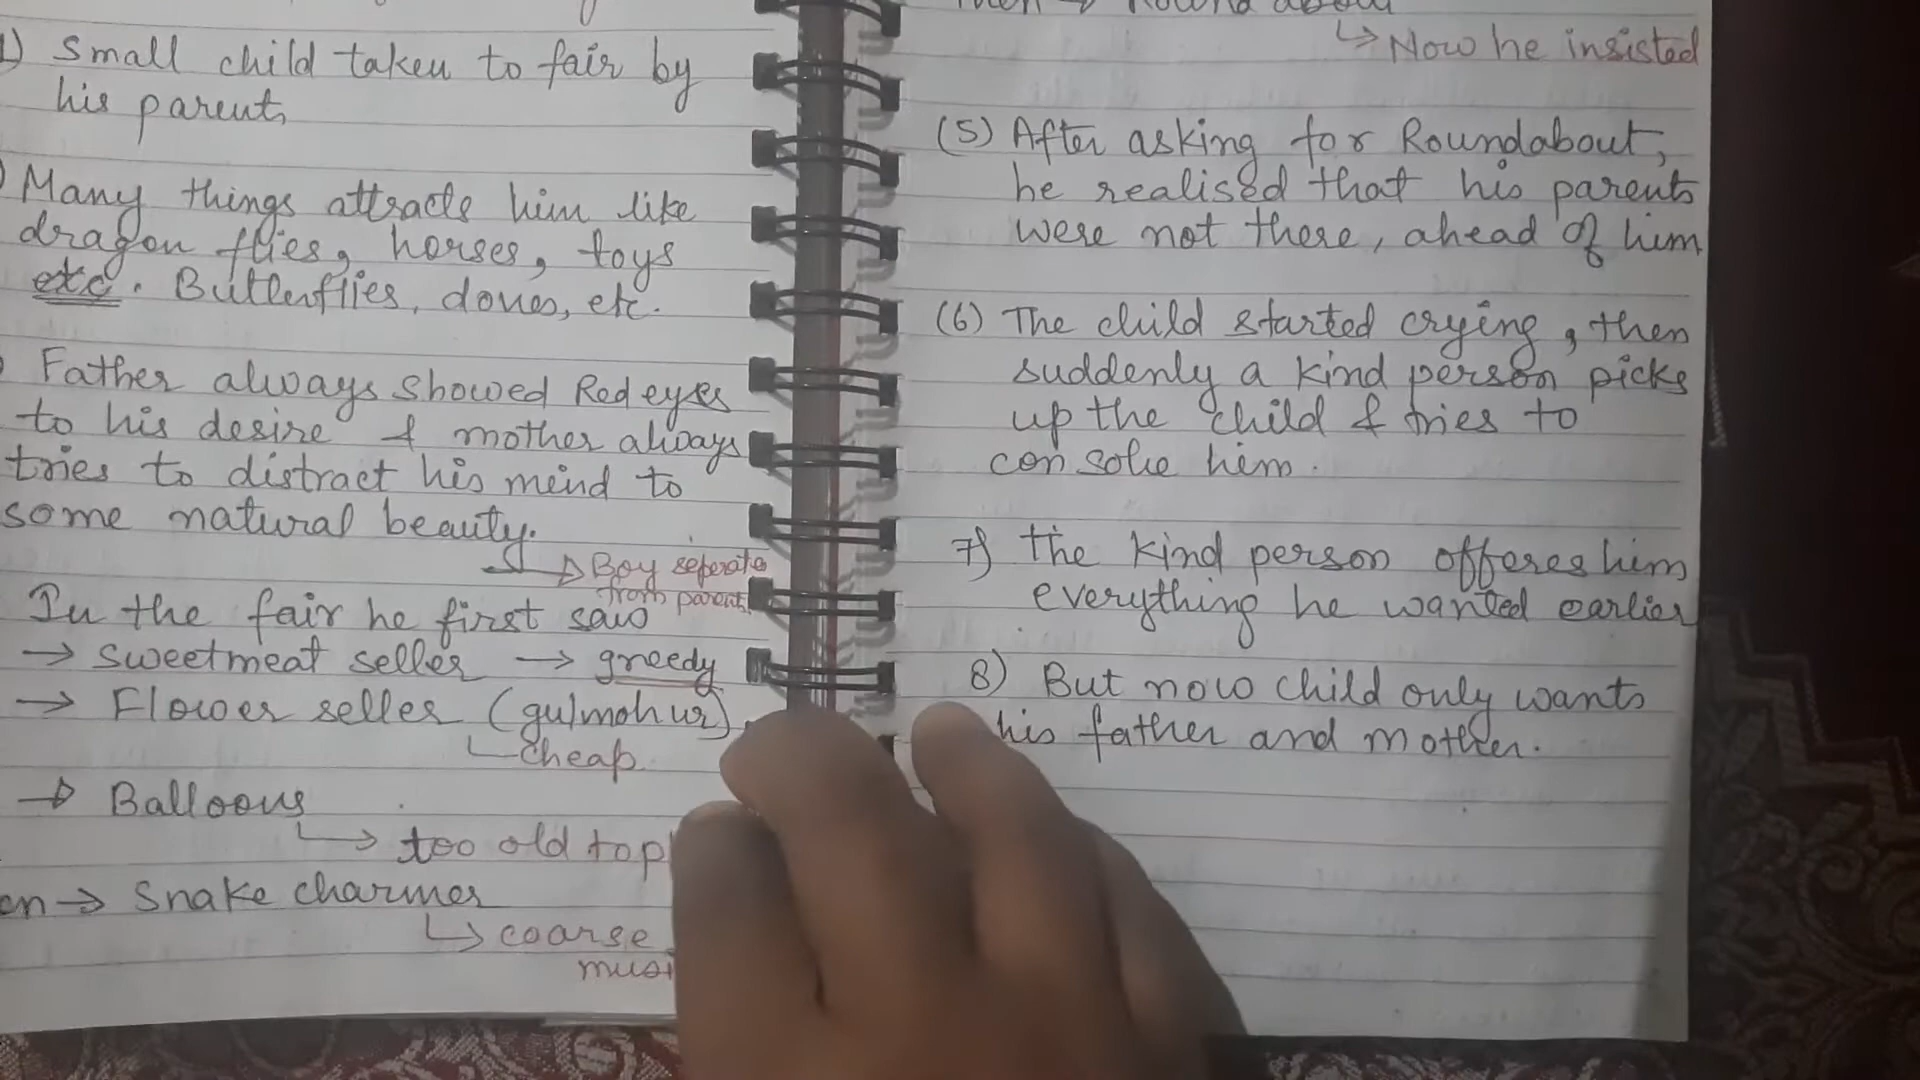 1) Small child taken to fair by
his parents
Many things attracts him like
dragon flies, horses, toys
etc. Butterflies, doves, etc.
Father always showed Red eyes
to his desire & mother always
tries to distract his mind to
some natural beauty.
→ Boy seperate
from parent
In the fair he first saw
→ sweetmeat seller → greedy
→ Flower seller (gulmohur)
cheap
→ Balloons
→ too old to pl
en → Snake charmer
→ coarse
musi
→ Round about
→ Now he insisted
(5) After asking for Roundabout,
he realised that his parents
were not there, ahead of him
(6) The child started crying, then
suddenly a kind person picks
up the child & tries to
console him.
7) The kind person offeres him
everything he wanted earlier
8) But now child only wants
his father and mother.